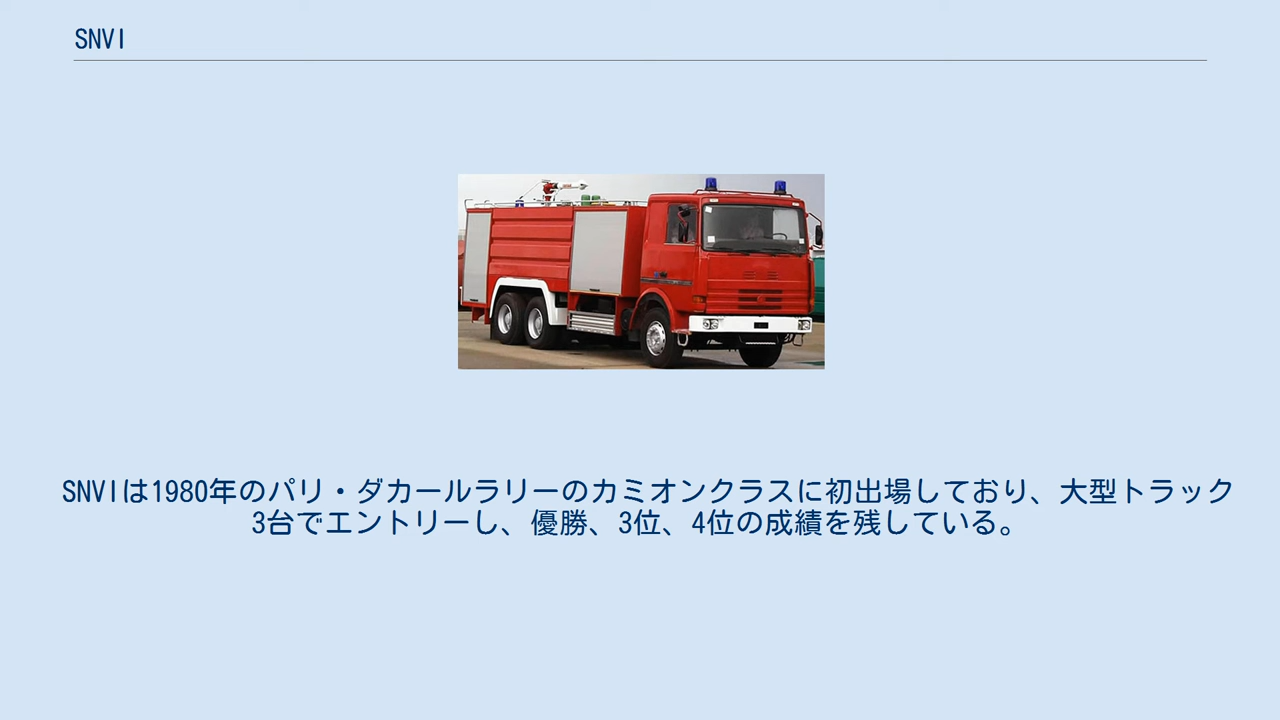 SNVI
SNVIは1980年のパリ・ダカールラリーのカミオンクラスに初出場しており、大型トラック
3台でエントリーし、優勝、3位、4位の成績を残している。